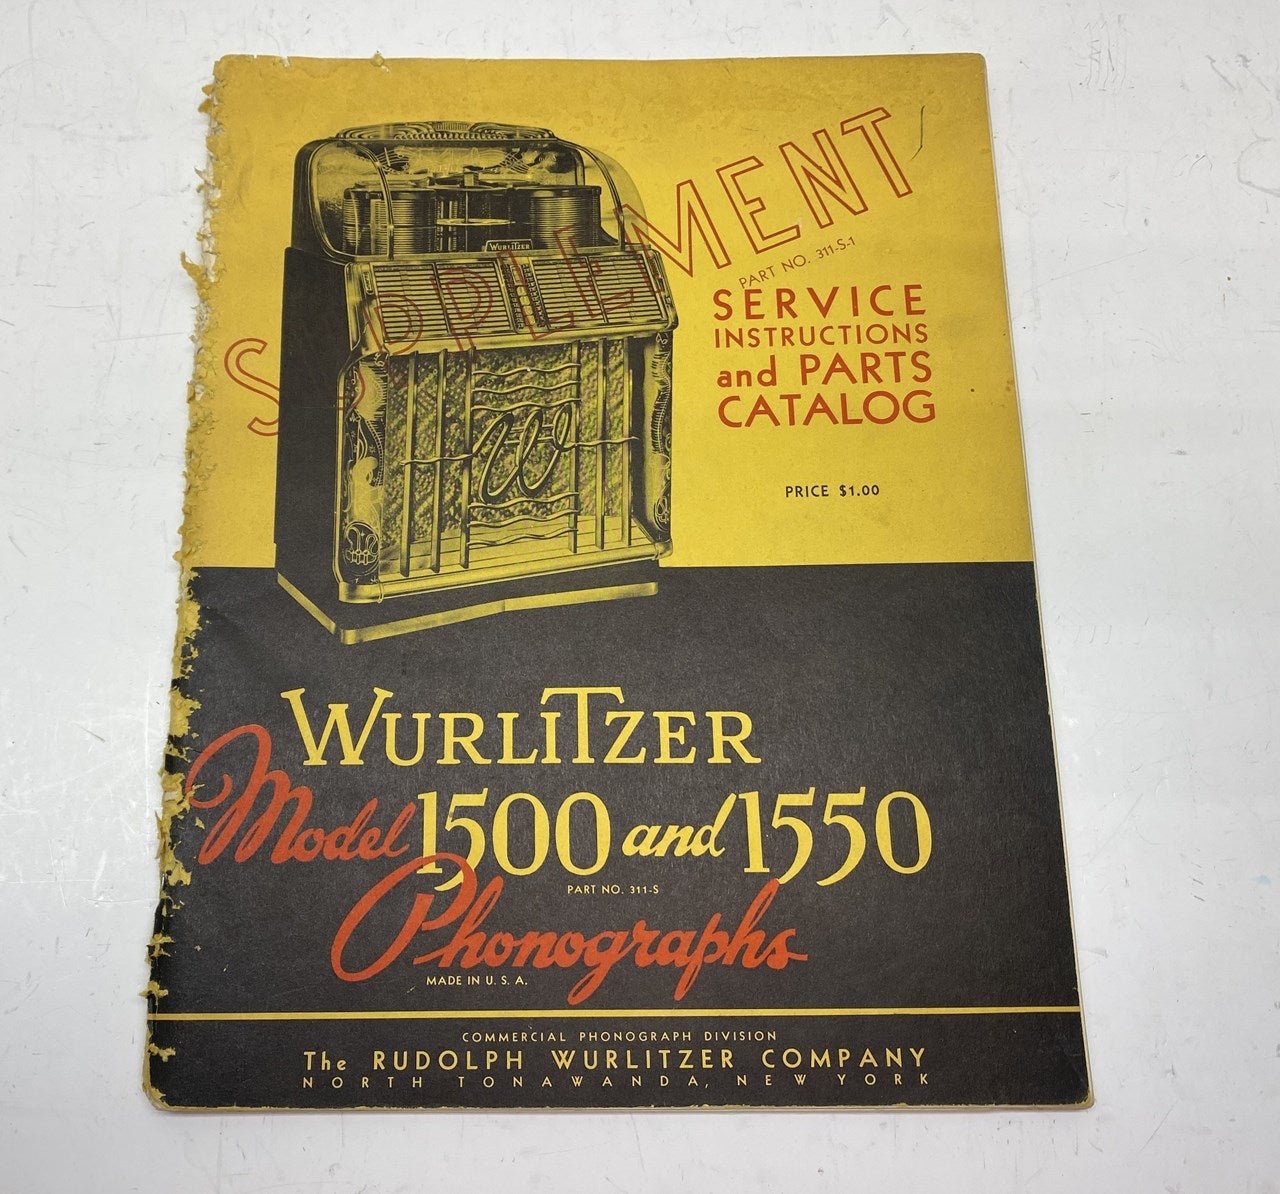 SUPPLEMENT
PART NO. 311-S-1
SERVICE
INSTRUCTIONS
and PARTS
CATALOG
PRICE $1.00
WURLITZER
WURLITZER
Model 1500 and 1550
PART NO. 311-S
Phonographs
MADE IN U. S. A.
COMMERCIAL PHONOGRAPH DIVISION
The RUDOLPH WURLITZER COMPANY
NORTH TONAWANDA, NEW YORK